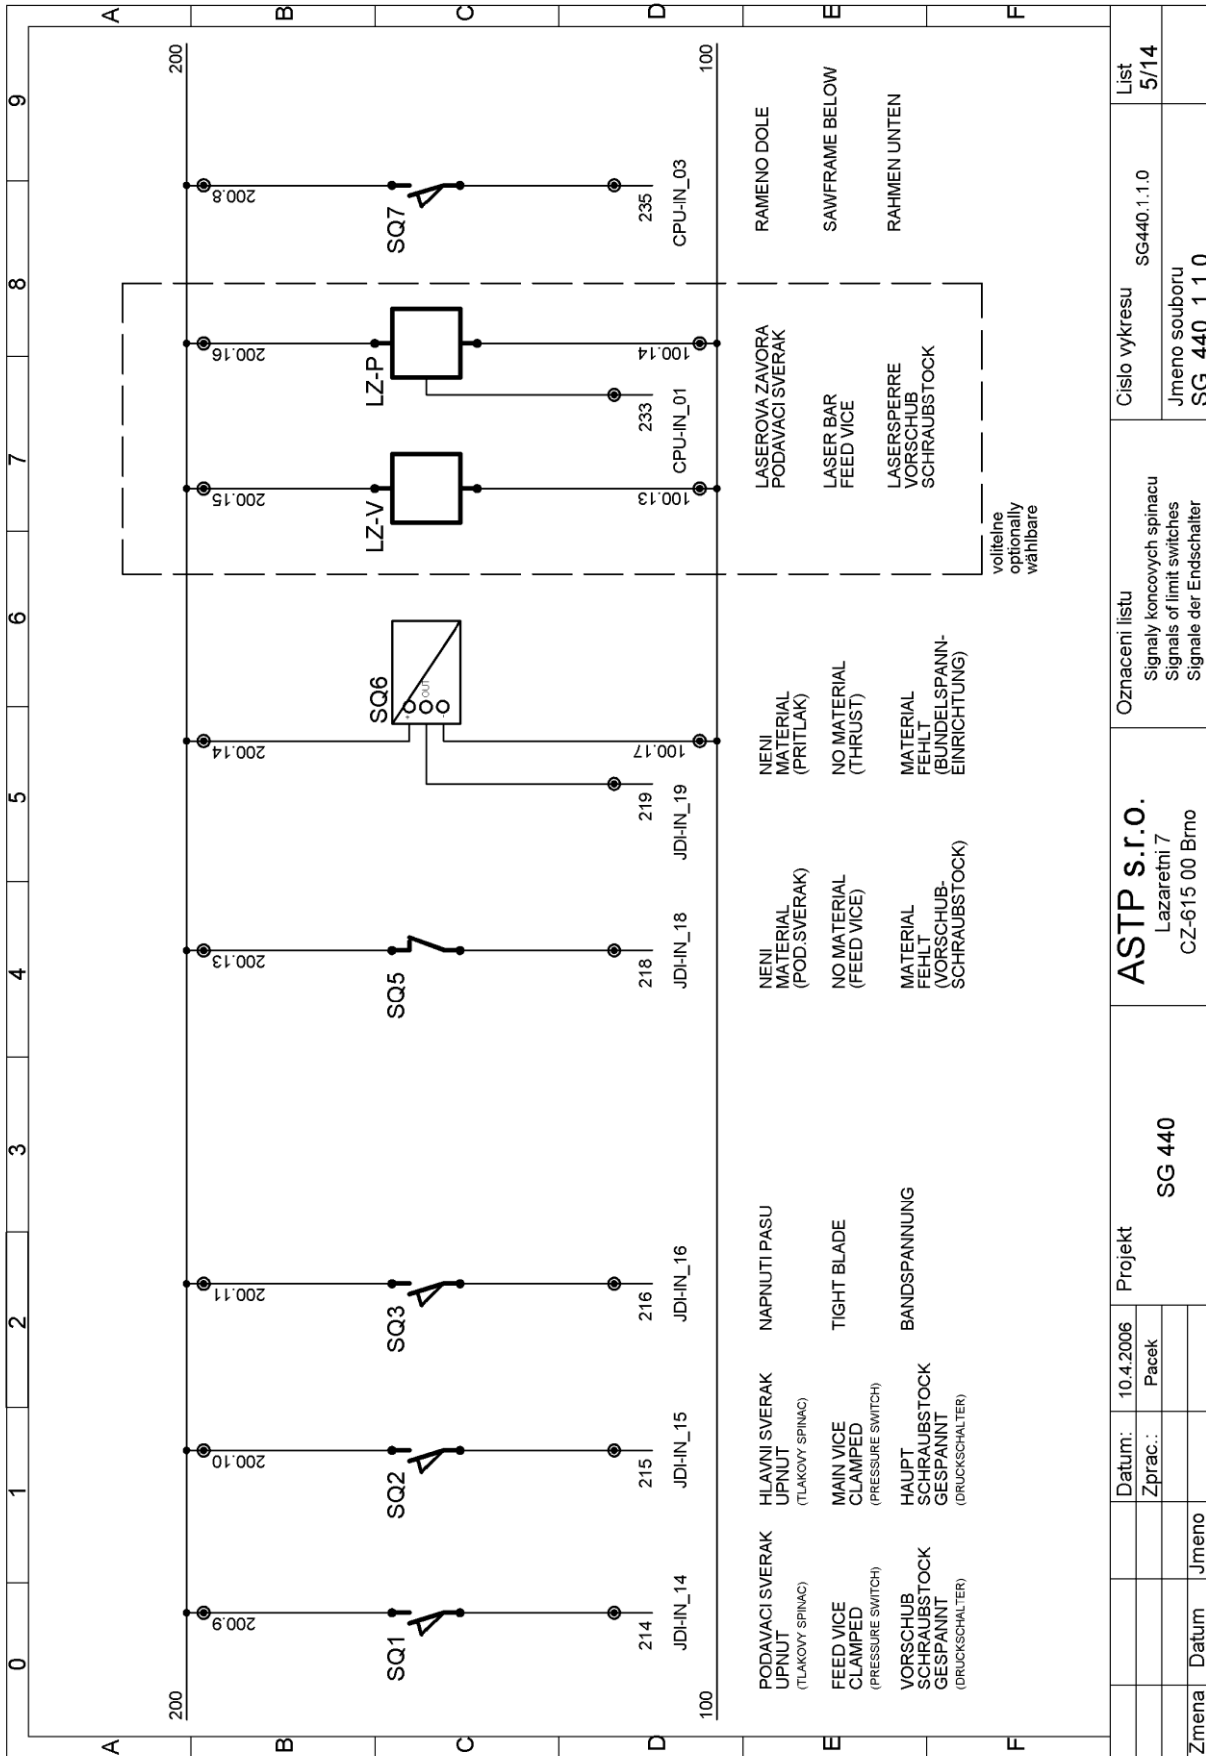 0 1 2 3 4 5 6 7 8 9
A
B
C
D
E
F
A
B
C
D
E
F
200
200
100
100
200.9
SQ1
214
JDI-IN_14
PODAVACI SVERAK
UPNUT
(TLAKOVY SPINAC)
FEED VICE
CLAMPED
(PRESSURE SWITCH)
VORSCHUB
SCHRAUBSTOCK
GESPANNT
(DRUCKSCHALTER)
200.10
SQ2
215
JDI-IN_15
HLAVNI SVERAK
UPNUT
(TLAKOVY SPINAC)
MAIN VICE
CLAMPED
(PRESSURE SWITCH)
HAUPT
SCHRAUBSTOCK
GESPANNT
(DRUCKSCHALTER)
200.11
SQ3
216
JDI-IN_16
NAPNUTI PASU
TIGHT BLADE
BANDSPANNUNG
200.13
SQ5
218
JDI-IN_18
NENI
MATERIAL
(POD.SVERAK)
NO MATERIAL
(FEED VICE)
MATERIAL
FEHLT
(VORSCHUB-
SCHRAUBSTOCK)
200.14
SQ6
+
OUT
-
219
JDI-IN_19
100.17
NENI
MATERIAL
(PRITLAK)
NO MATERIAL
(THRUST)
MATERIAL
FEHLT
(BUNDELSPANN-
EINRICHTUNG)
200.15
LZ-V
100.13
200.16
LZ-P
233
CPU-IN_01
100.14
LASEROVA ZAVORA
PODAVACI SVERAK
LASER BAR
FEED VICE
LASERSPERRE
VORSCHUB
SCHRAUBSTOCK
volitelne
optionally
wählbare
200.8
SQ7
235
CPU-IN_03
RAMENO DOLE
SAWFRAME BELOW
RAHMEN UNTEN
Zmena Datum Jmeno
Datum: 10.4.2006
Zprac.: Pacek
Projekt
SG 440
ASTP s.r.o.
Lazaretni 7
CZ-615 00 Brno
Oznaceni listu
Signaly koncovych spinacu
Signals of limit switches
Signale der Endschalter
Cislo vykresu
SG440.1.1.0
Jmeno souboru
SG_440_1_1_0
List
5/14